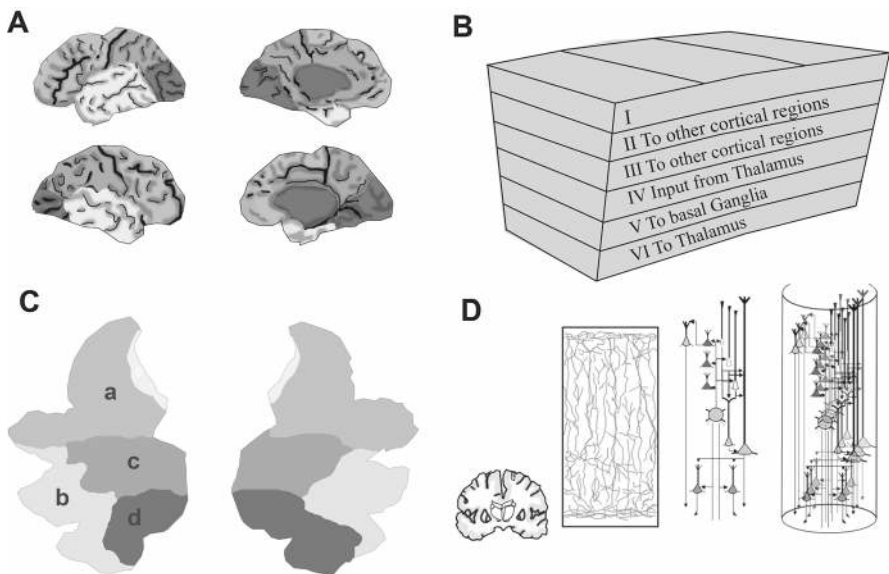 A
B
I
II To other cortical regions
III To other cortical regions
IV Input from Thalamus
V To basal Ganglia
VI To Thalamus
C
a
c
b
d
D